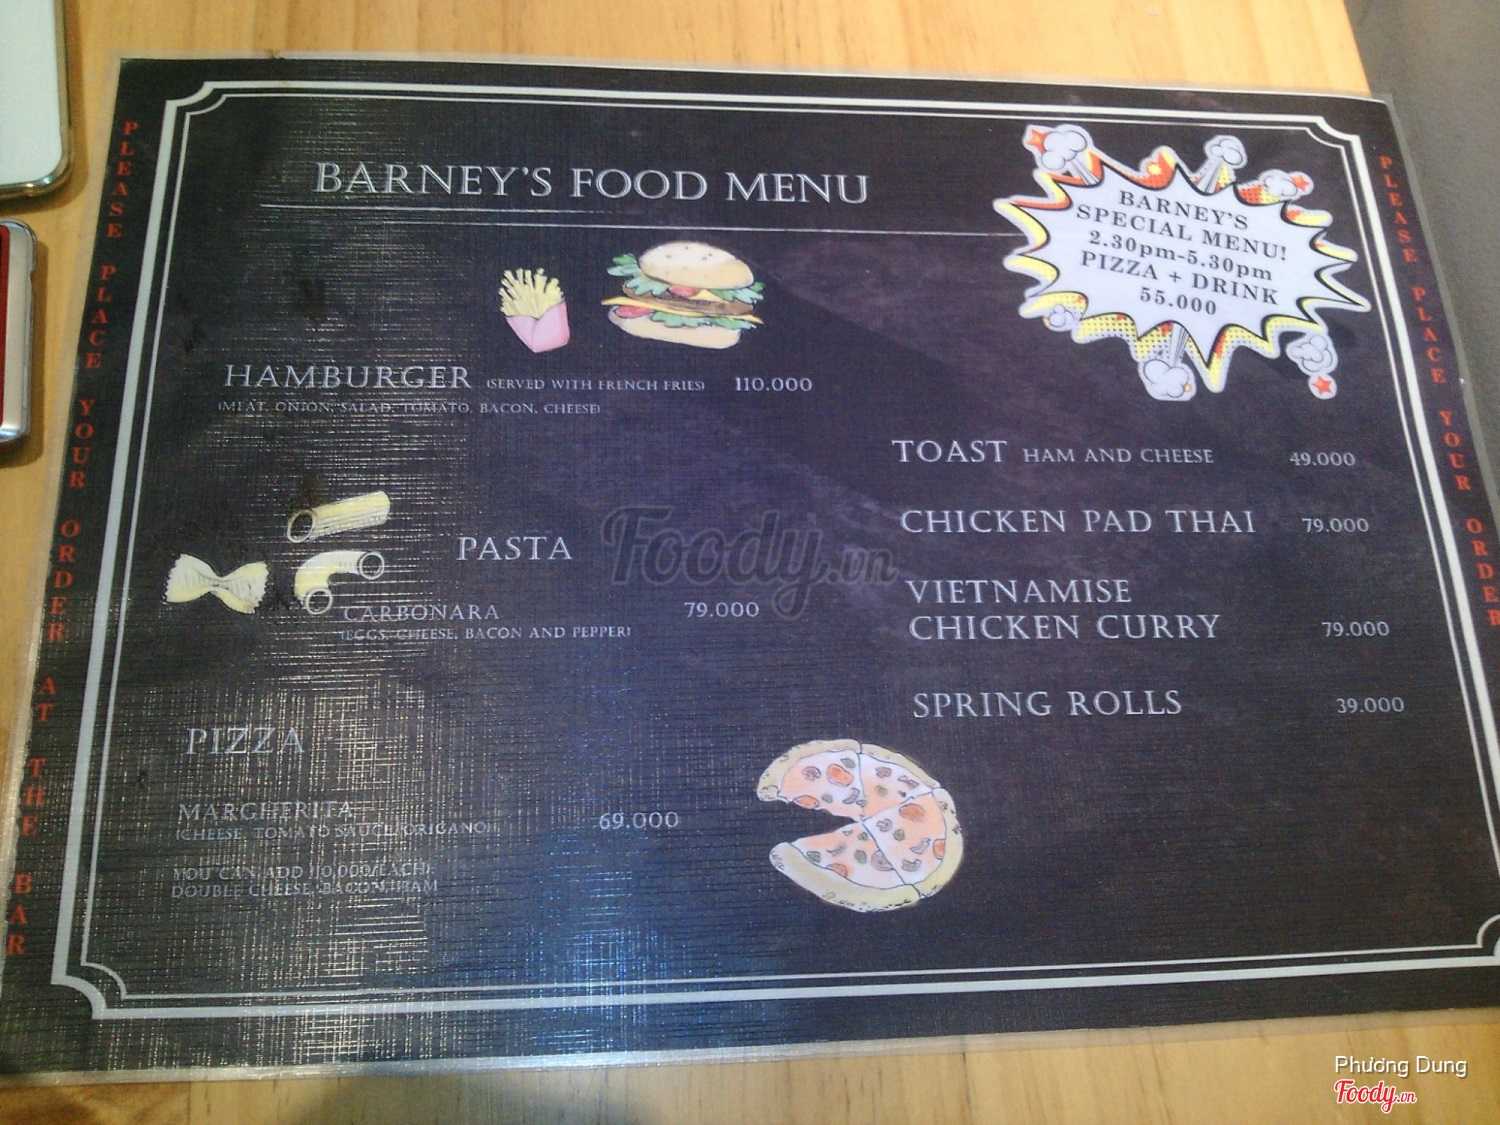 BARNEY'S FOOD MENU
BARNEY'S
SPECIAL MENU!
2.30pm-5.30pm
PIZZA + DRINK
55.000
HAMBURGER (SERVED WITH FRENCH FRIES) 110.000
(MEAT, ONION, SALAD, TOMATO, BACON, CHEESE)
PASTA
CARBONARA 79.000
(EGGS, CHEESE, BACON AND PEPPER)
PIZZA
MARGHERITA 69.000
(CHEESE, TOMATO SAUCE, ORIGANO)
YOU CAN ADD (10.000/EACH):
DOUBLE CHEESE, BACON, HAM
TOAST HAM AND CHEESE 49.000
CHICKEN PAD THAI 79.000
VIETNAMISE
CHICKEN CURRY 79.000
SPRING ROLLS 39.000
PLEASE PLACE YOUR ORDER AT THE BAR
PLEASE PLACE YOUR ORDER
Foody.vn
Phương Dung
Foody.vn